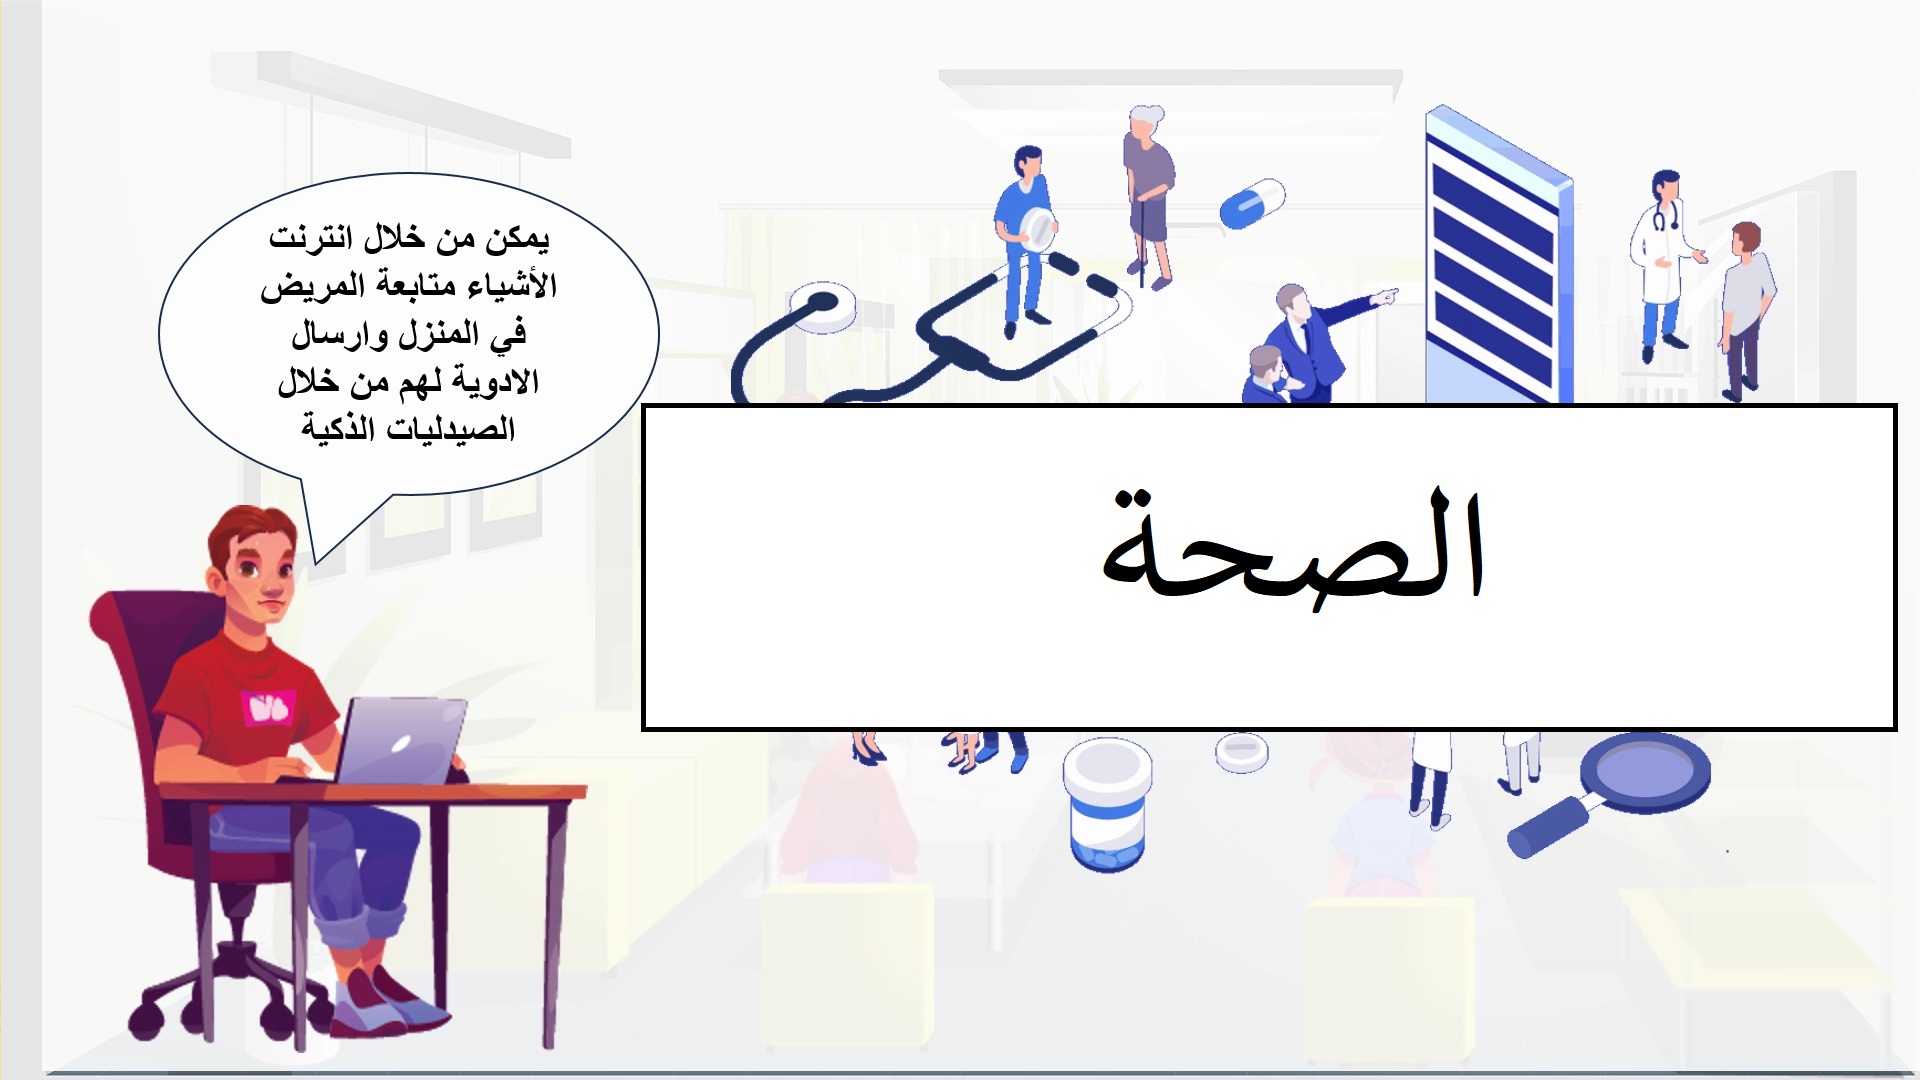 يمكن من خلال انترنت
الأشياء متابعة المريض
في المنزل وارسال
الادوية لهم من خلال
الصيدليات الذكية
الصحة